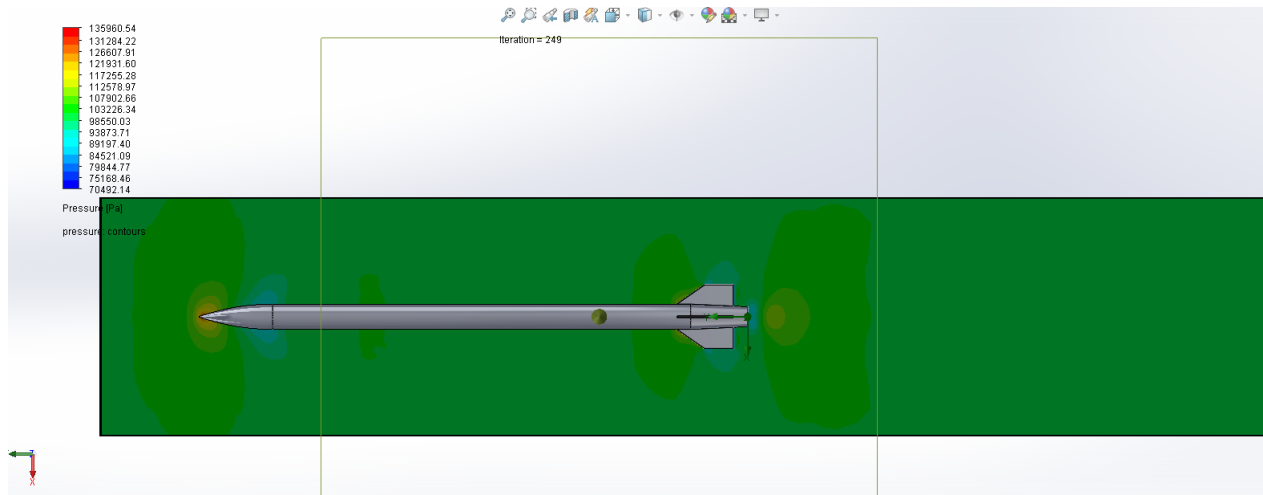 Iteration = 249
135960.54
131284.22
126607.91
121931.60
117255.28
112578.97
107902.66
103226.34
98550.03
93873.71
89197.40
84521.09
79844.77
75168.46
70492.14
Pressure [Pa]
pressure: contours
Y
X
Z
X